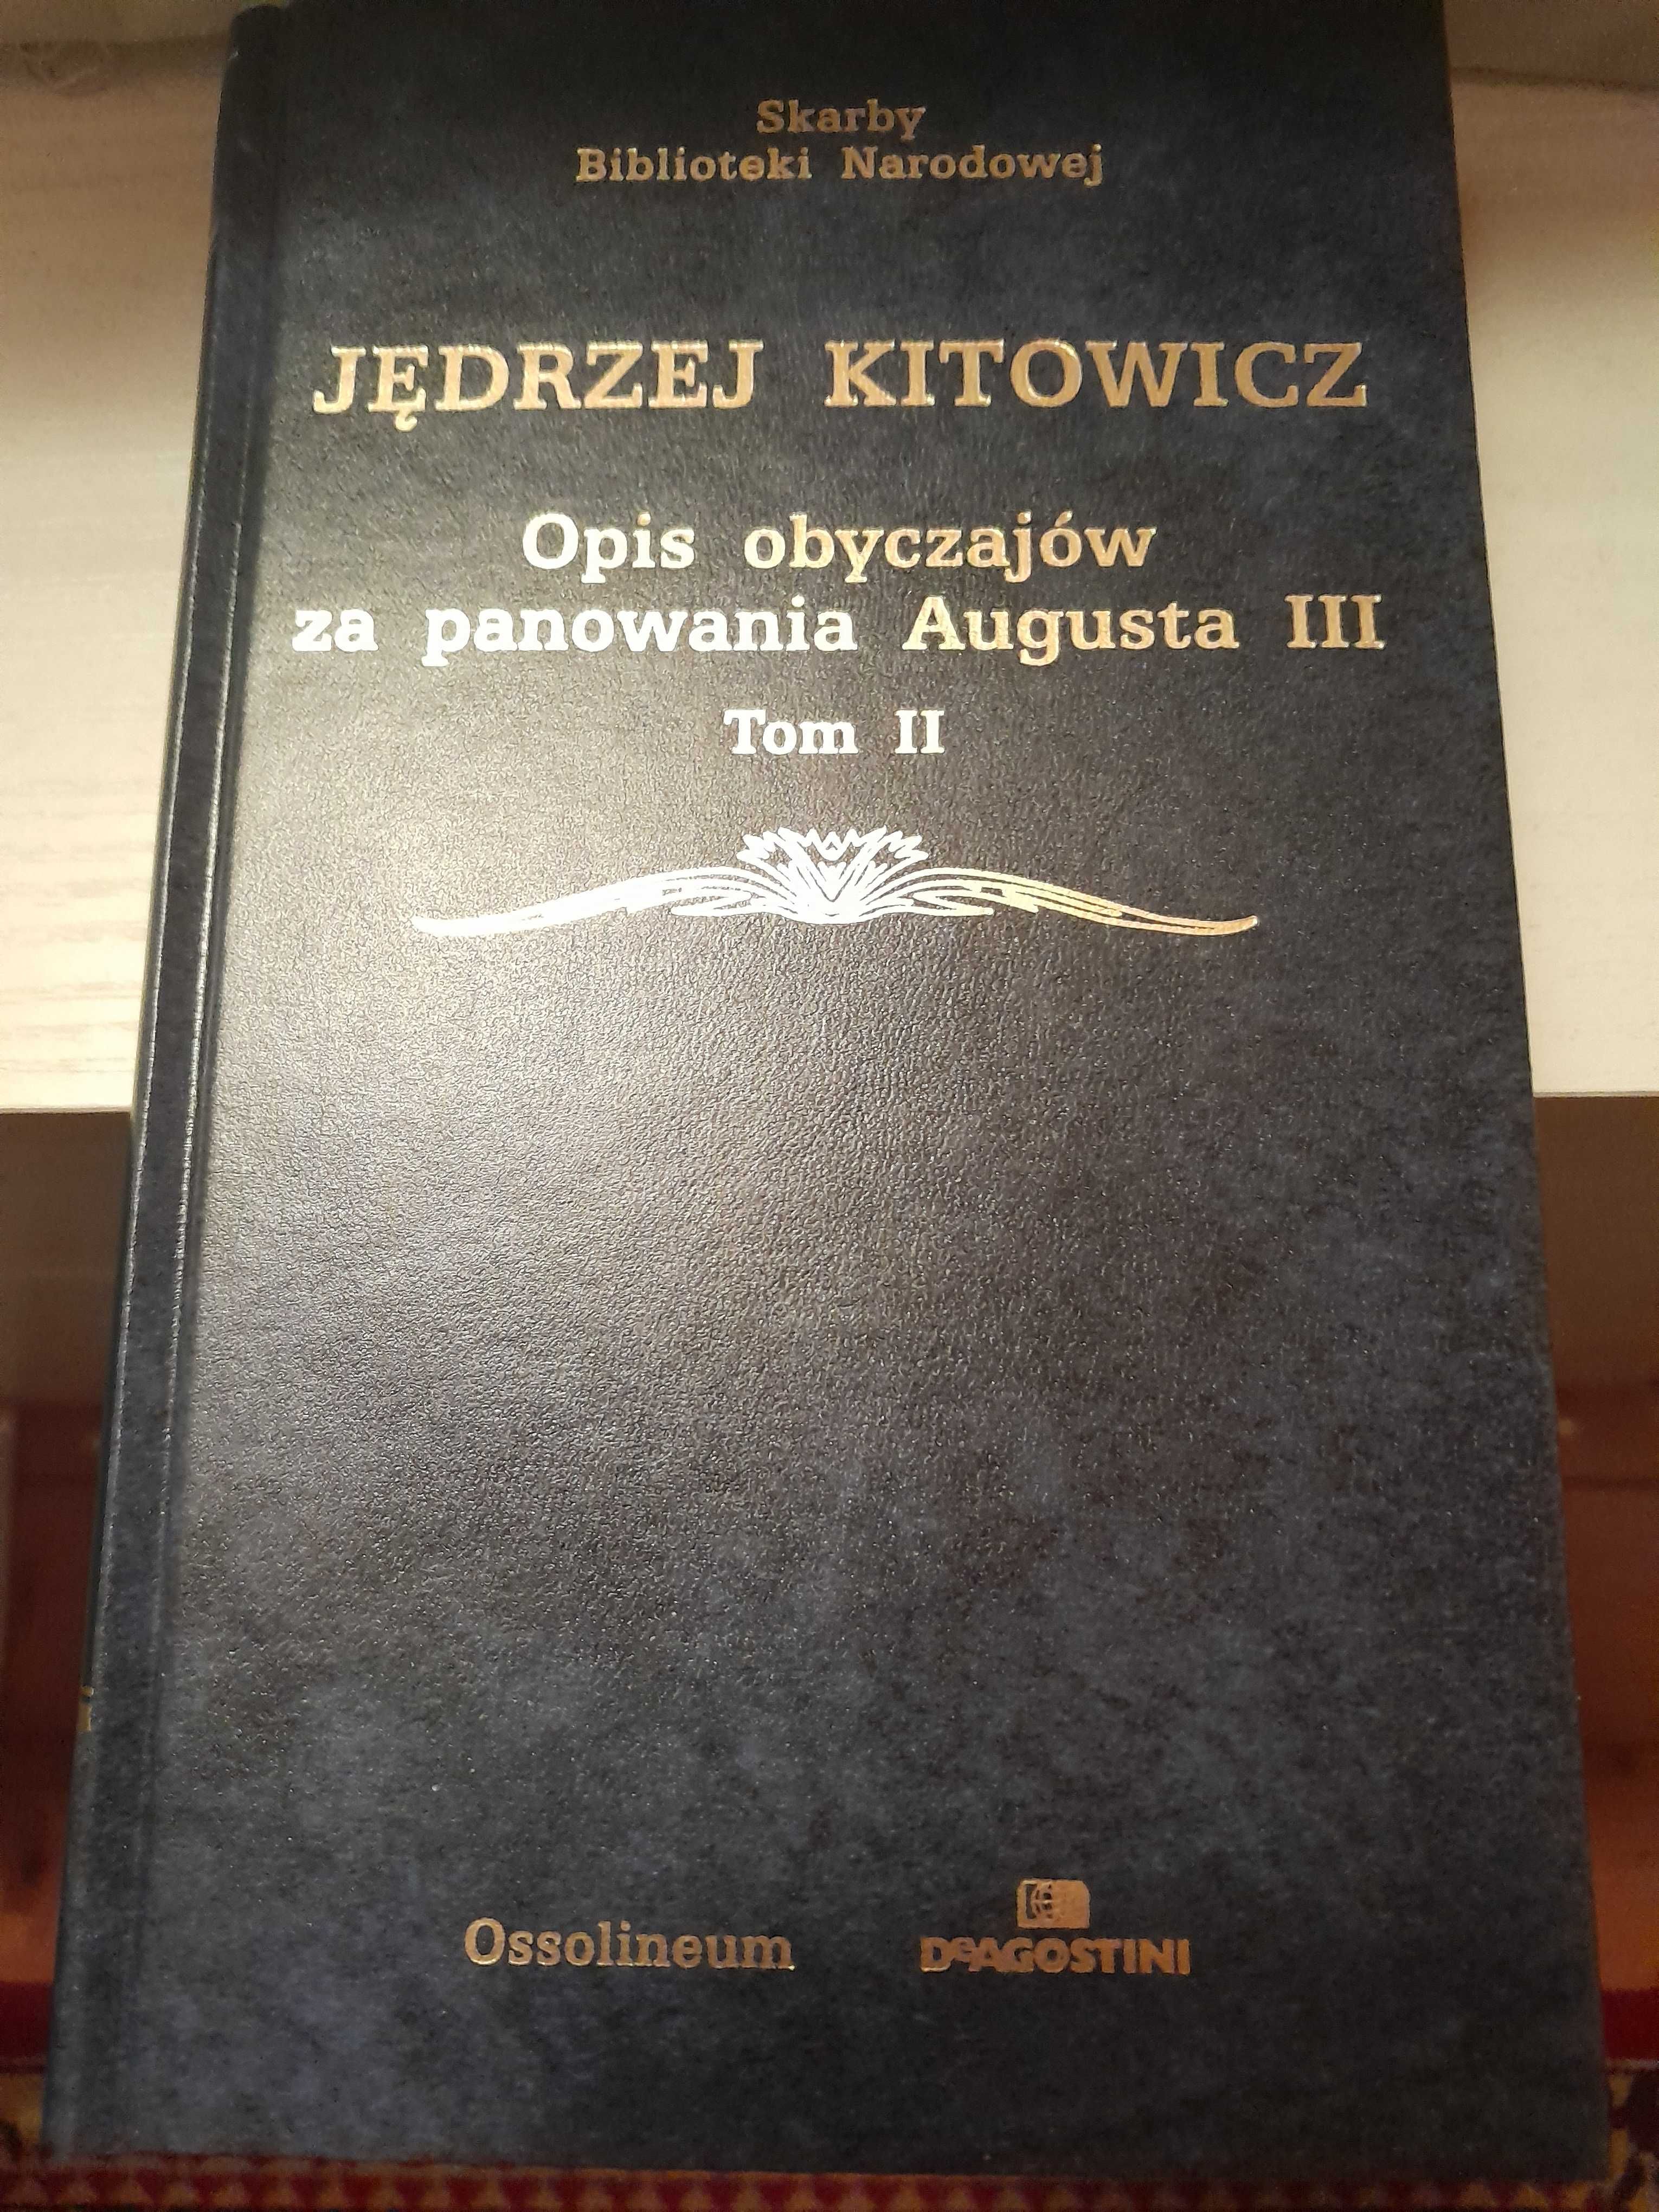 Skarby
Biblioteki Narodowej
JĘDRZEJ KITOWICZ
Opis obyczajów
za panowania Augusta III
Tom II
Ossolineum
DeAGOSTINI